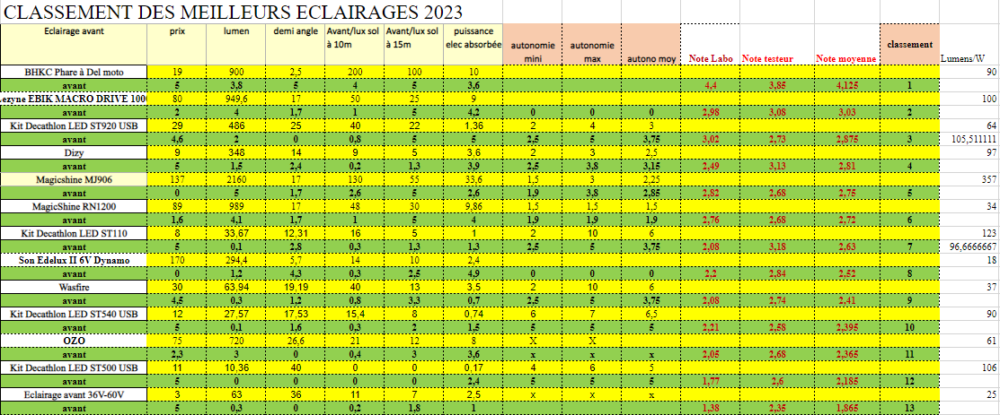 CLASSEMENT DES MEILLEURS ECLAIRAGES 2023
Eclairage avant prix lumen demi angle Avant/lux sol à 10m Avant/lux sol à 15m puissance elec absorbée autonomie mini autonomie max autono moy Note Labo Note testeur Note moyenne classement Lumens/W
BHKC Phare à Del moto 19 900 2,5 200 100 10 90
avant 5 3,8 5 4 5 3,6 4,4 3,85 4,125 1
Lezyne EBIK MACRO DRIVE 100 80 949,6 17 50 25 9 100
avant 2 4 1,7 1 5 4,2 0 0 0 2,98 3,08 3,03 2
Kit Decathlon LED ST920 USB 29 486 25 40 22 1,36 2 4 3 64
avant 4,6 2 0 0,8 5 5 2,5 5 3,75 3,02 2,73 2,875 3 105,511111
Dizy 9 348 14 9 5 3,6 2 3 2,5 97
avant 5 1,5 2,4 0,2 1,3 3,9 2,5 3,8 3,15 2,49 3,13 2,81 4
Magicshine MJ906 137 2160 17 130 55 33,6 1,5 3 2,25 357
avant 0 5 1,7 2,6 5 2,6 1,9 3,8 2,85 2,82 2,68 2,75 5
MagicShine RN1200 89 989 17 48 30 9,86 1,5 1,5 1,5 34
avant 1,6 4,1 1,7 1 5 4 1,9 1,9 1,9 2,76 2,68 2,72 6
Kit Decathlon LED ST110 8 33,67 12,31 16 5 1 2 10 6 123
avant 5 0,1 2,8 0,3 1,3 1,3 2,5 5 3,75 2,08 3,18 2,63 7 96,6666667
Son Edelux II 6V Dynamo 170 294,4 5,7 14 10 2,4 18
avant 0 1,2 4,3 0,3 2,5 4,9 0 0 0 2,2 2,84 2,52 8
Wasfire 30 63,94 19,19 40 13 3,5 2 10 6 37
avant 4,5 0,3 1,2 0,8 3,3 0,7 2,5 5 3,75 2,08 2,74 2,41 9
Kit Decathlon LED ST540 USB 12 27,57 17,53 15,4 8 0,74 6 7 6,5 90
avant 5 0,1 1,6 0,3 2 1,5 5 5 5 2,21 2,58 2,395 10
OZO 75 720 26,6 21 12 8 X X 61
avant 2,3 3 0 0,4 3 3,6 x x x 2,05 2,68 2,365 11
Kit Decathlon LED ST500 USB 11 10,36 40 0 0 0,17 4 6 5 106
avant 5 0 0 0 0 2,4 5 5 5 1,77 2,6 2,185 12
Eclairage avant 36V-60V 3 63 36 11 7 2,5 x x x 25
avant 5 0,3 0 0,2 1,8 1 1,38 2,35 1,865 13